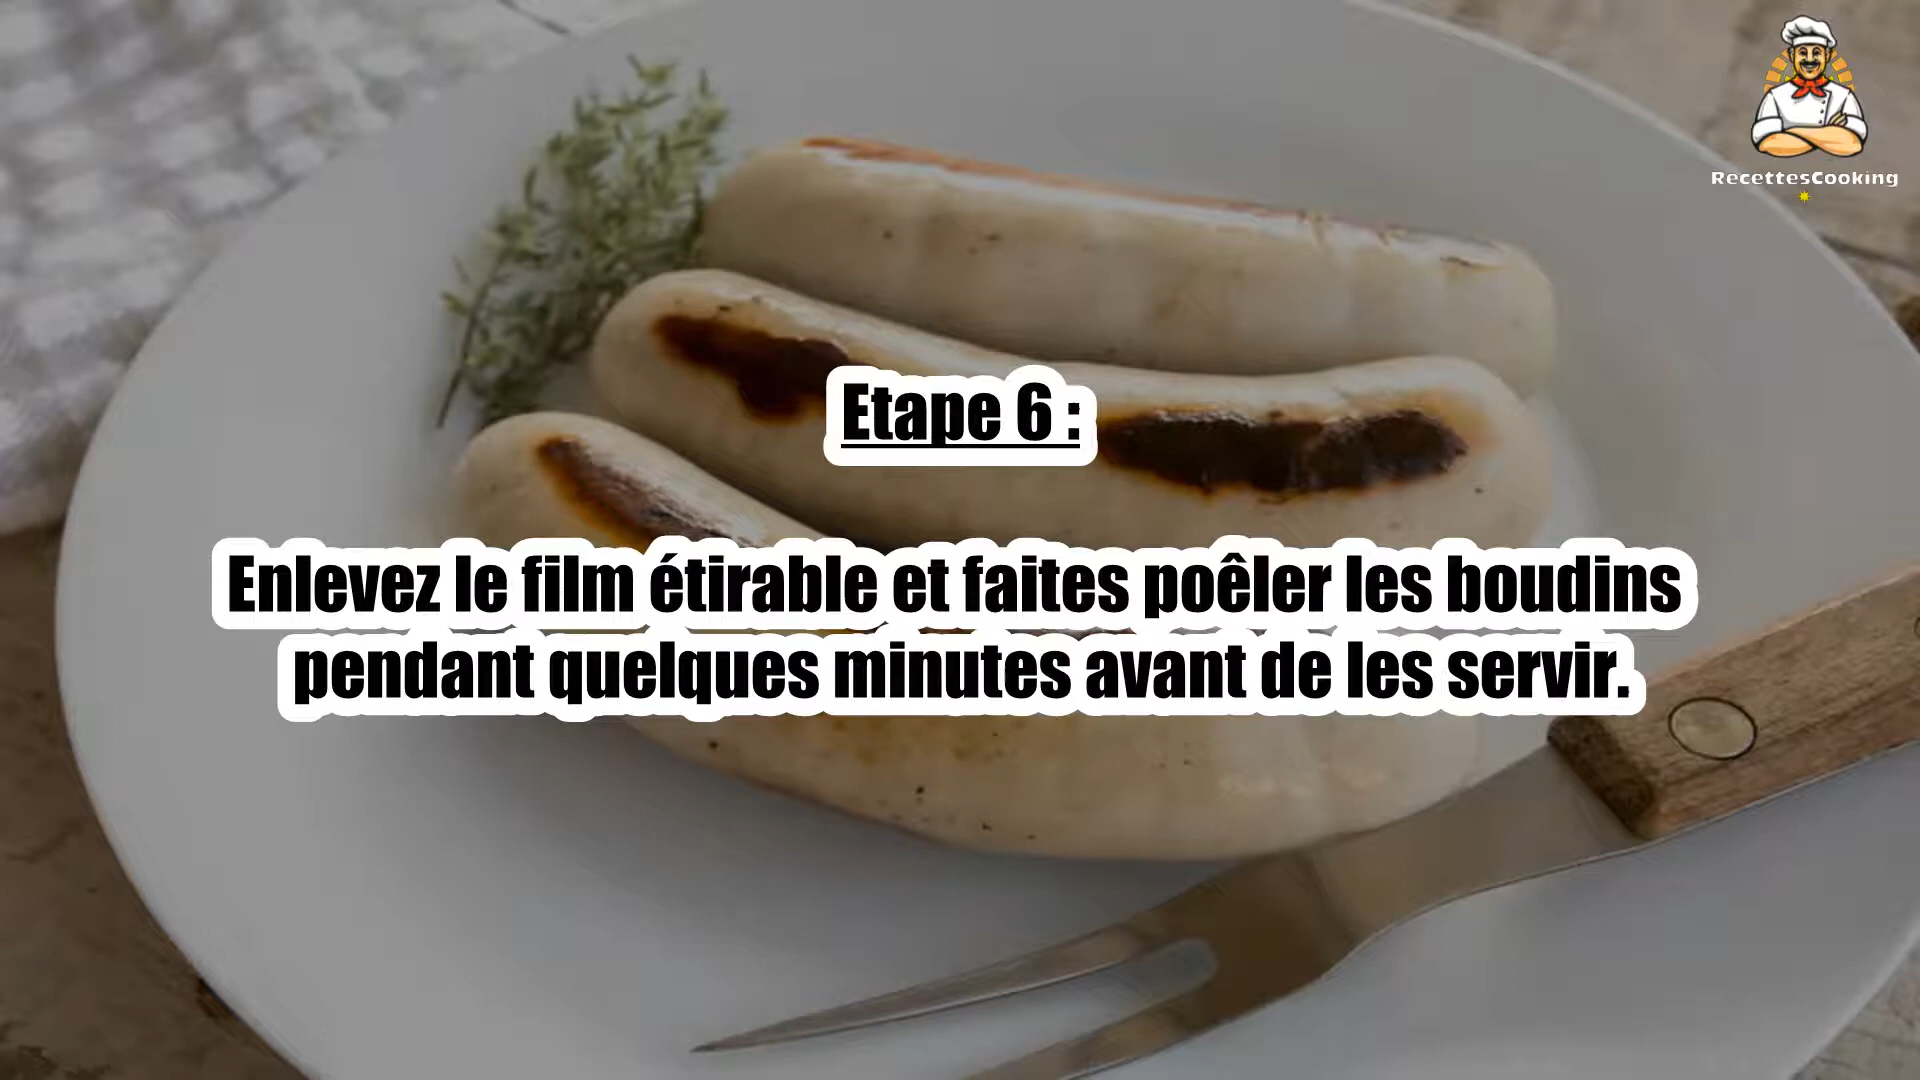 RecettesCooking
Etape 6 :
Enlevez le film étirable et faites poêler les boudins
pendant quelques minutes avant de les servir.